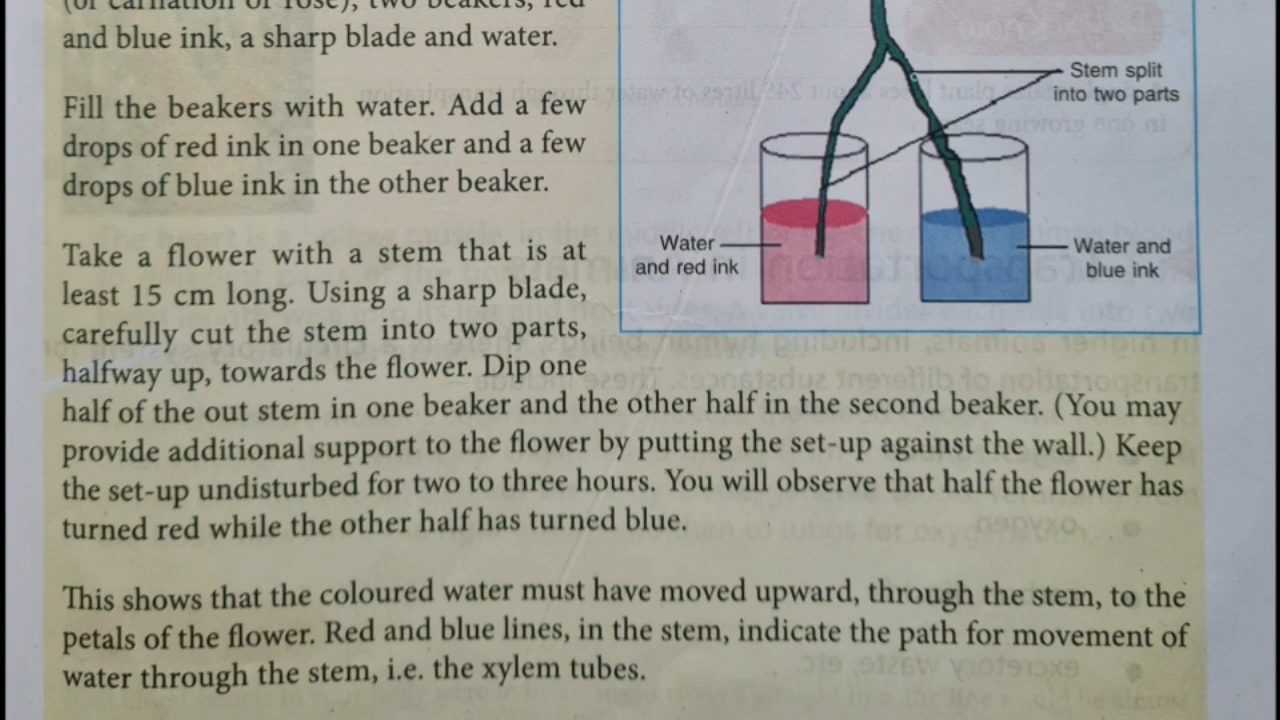 (or carnation or rose), two beakers, red
and blue ink, a sharp blade and water.
Fill the beakers with water. Add a few
drops of red ink in one beaker and a few
drops of blue ink in the other beaker.
Take a flower with a stem that is at
least 15 cm long. Using a sharp blade,
carefully cut the stem into two parts,
halfway up, towards the flower. Dip one
half of the out stem in one beaker and the other half in the second beaker. (You may
provide additional support to the flower by putting the set-up against the wall.) Keep
the set-up undisturbed for two to three hours. You will observe that half the flower has
turned red while the other half has turned blue.
This shows that the coloured water must have moved upward, through the stem, to the
petals of the flower. Red and blue lines, in the stem, indicate the path for movement of
water through the stem, i.e. the xylem tubes.
Stem split
into two parts
Water
and red ink
Water and
blue ink